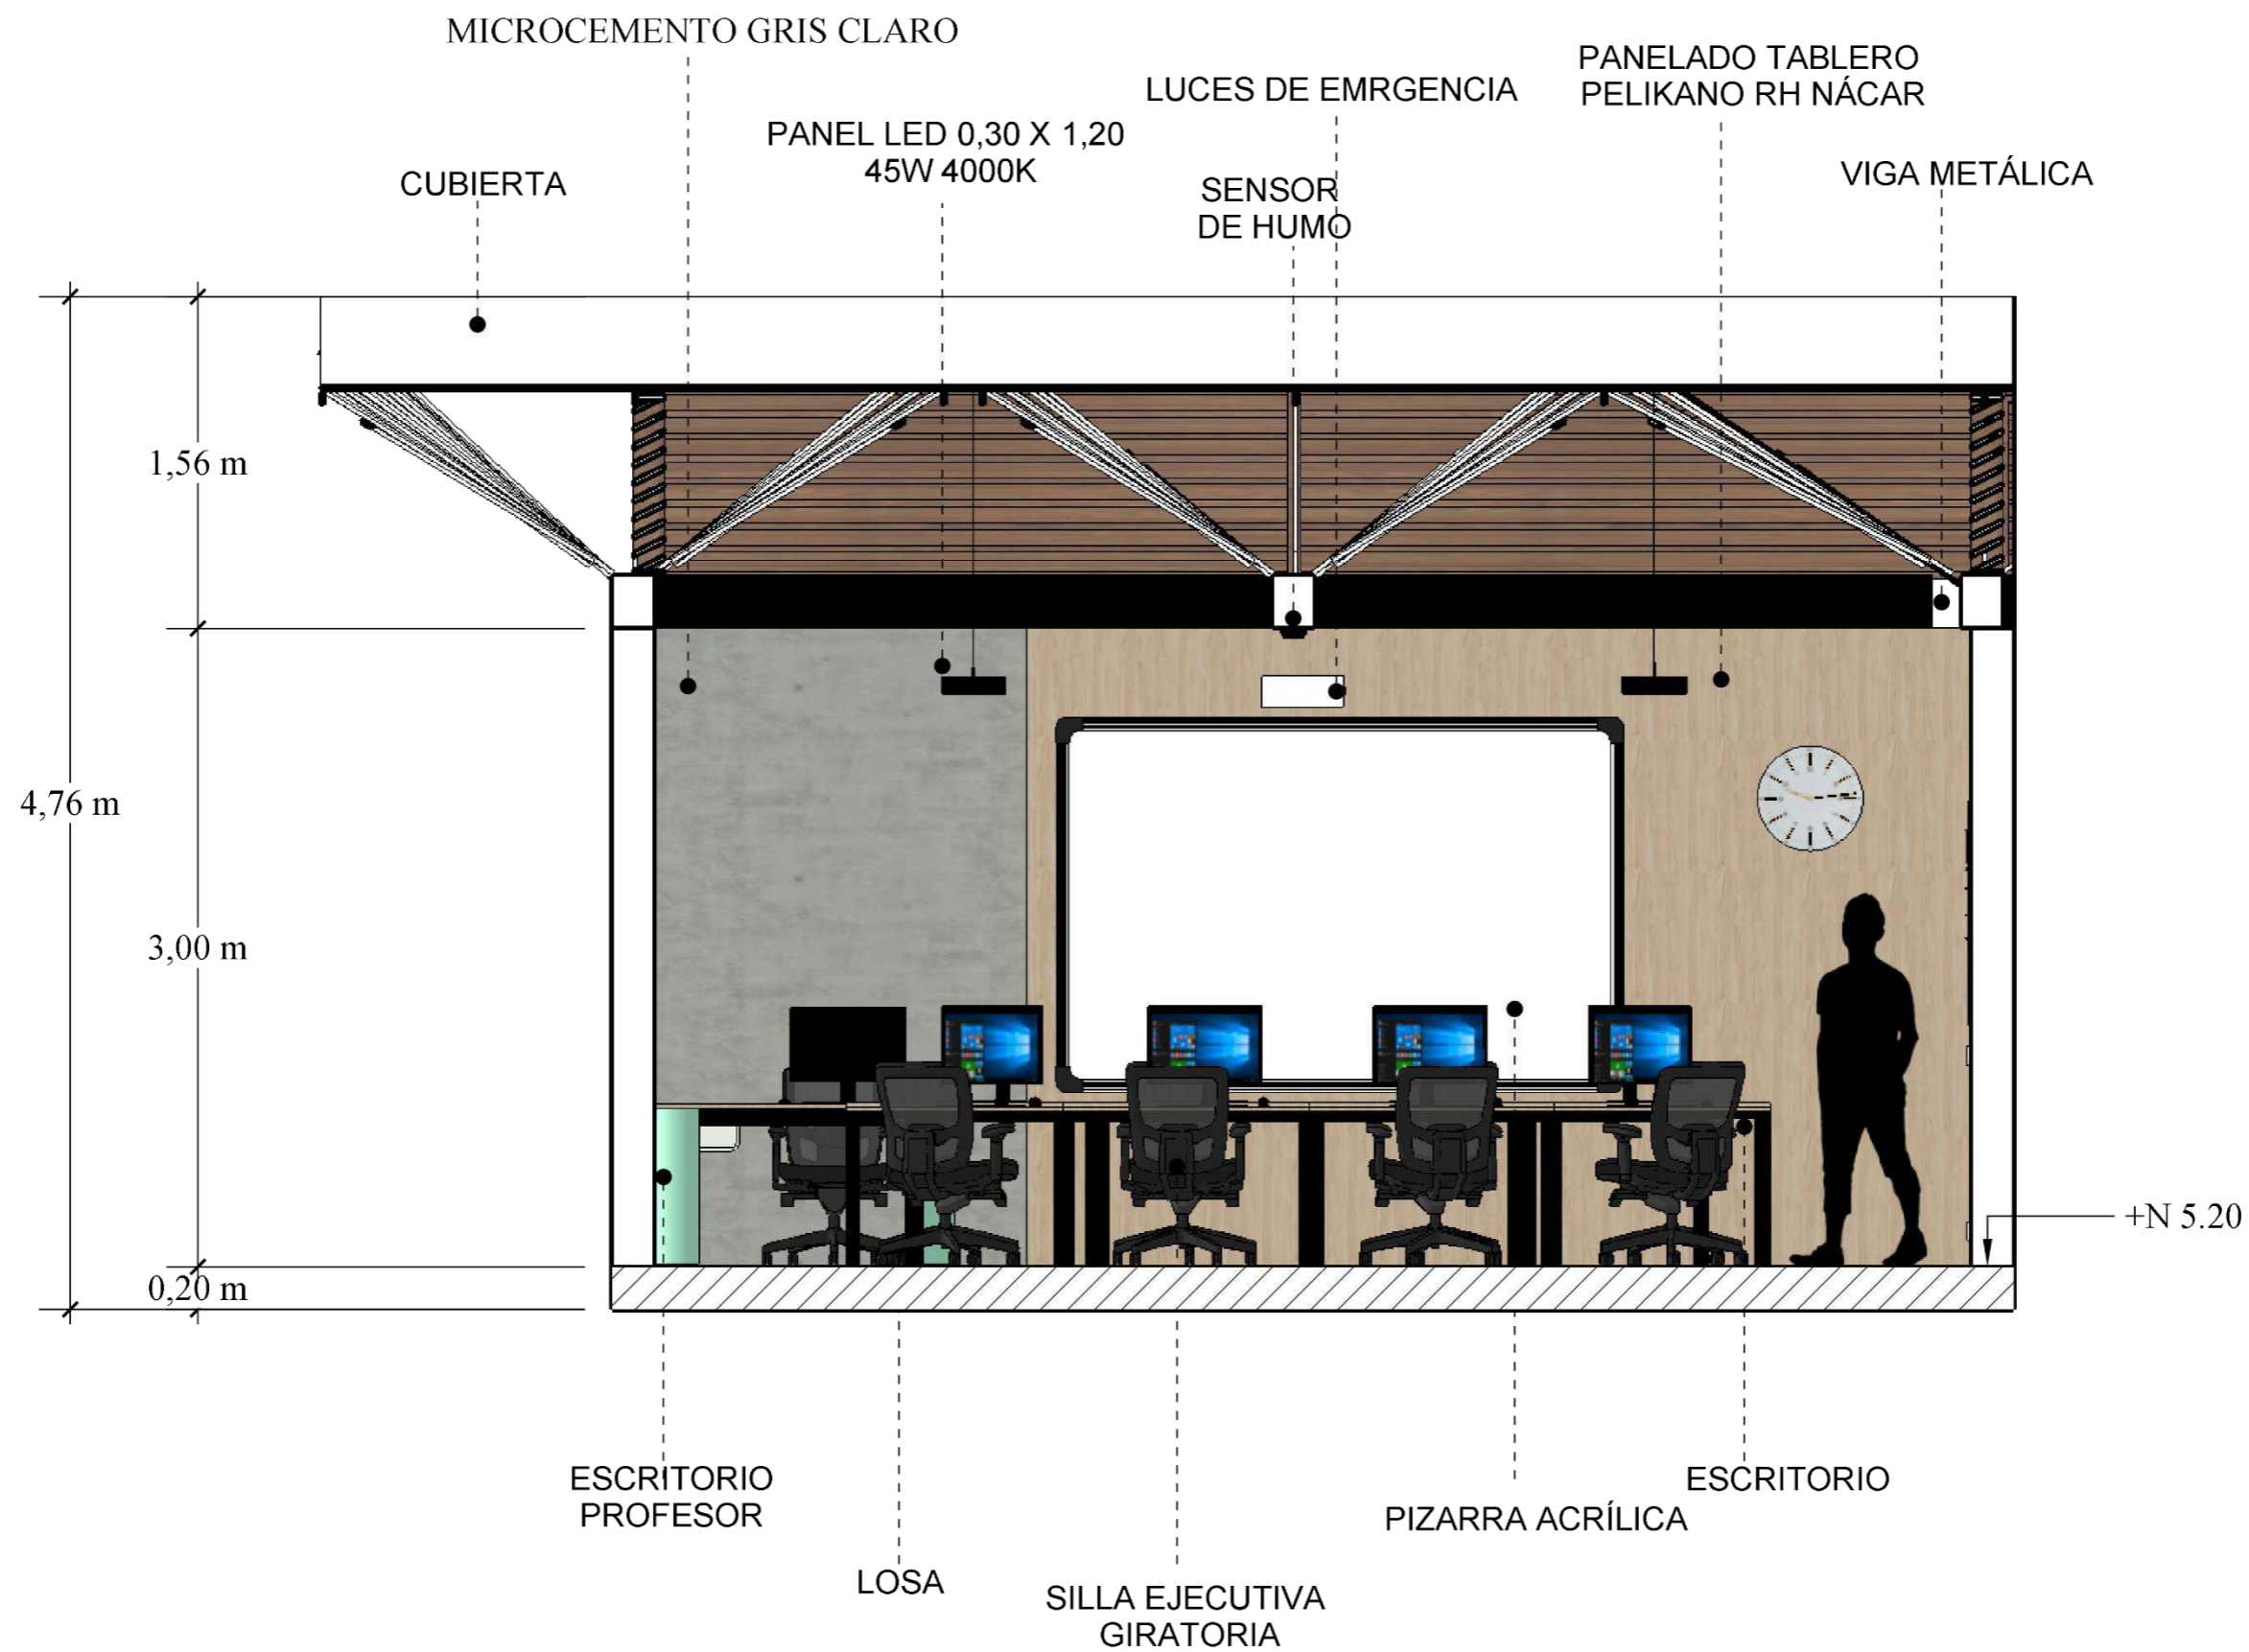 MICROCEMENTO GRIS CLARO
PANELADO TABLERO
PELIKANO RH NÁCAR
LUCES DE EMRGENCIA
PANEL LED 0,30 X 1,20
45W 4000K
CUBIERTA
SENSOR
DE HUMO
VIGA METÁLICA
1,56 m
4,76 m
3,00 m
0,20 m
+N 5.20
ESCRITORIO
PROFESOR
ESCRITORIO
PIZARRA ACRÍLICA
LOSA
SILLA EJECUTIVA
GIRATORIA